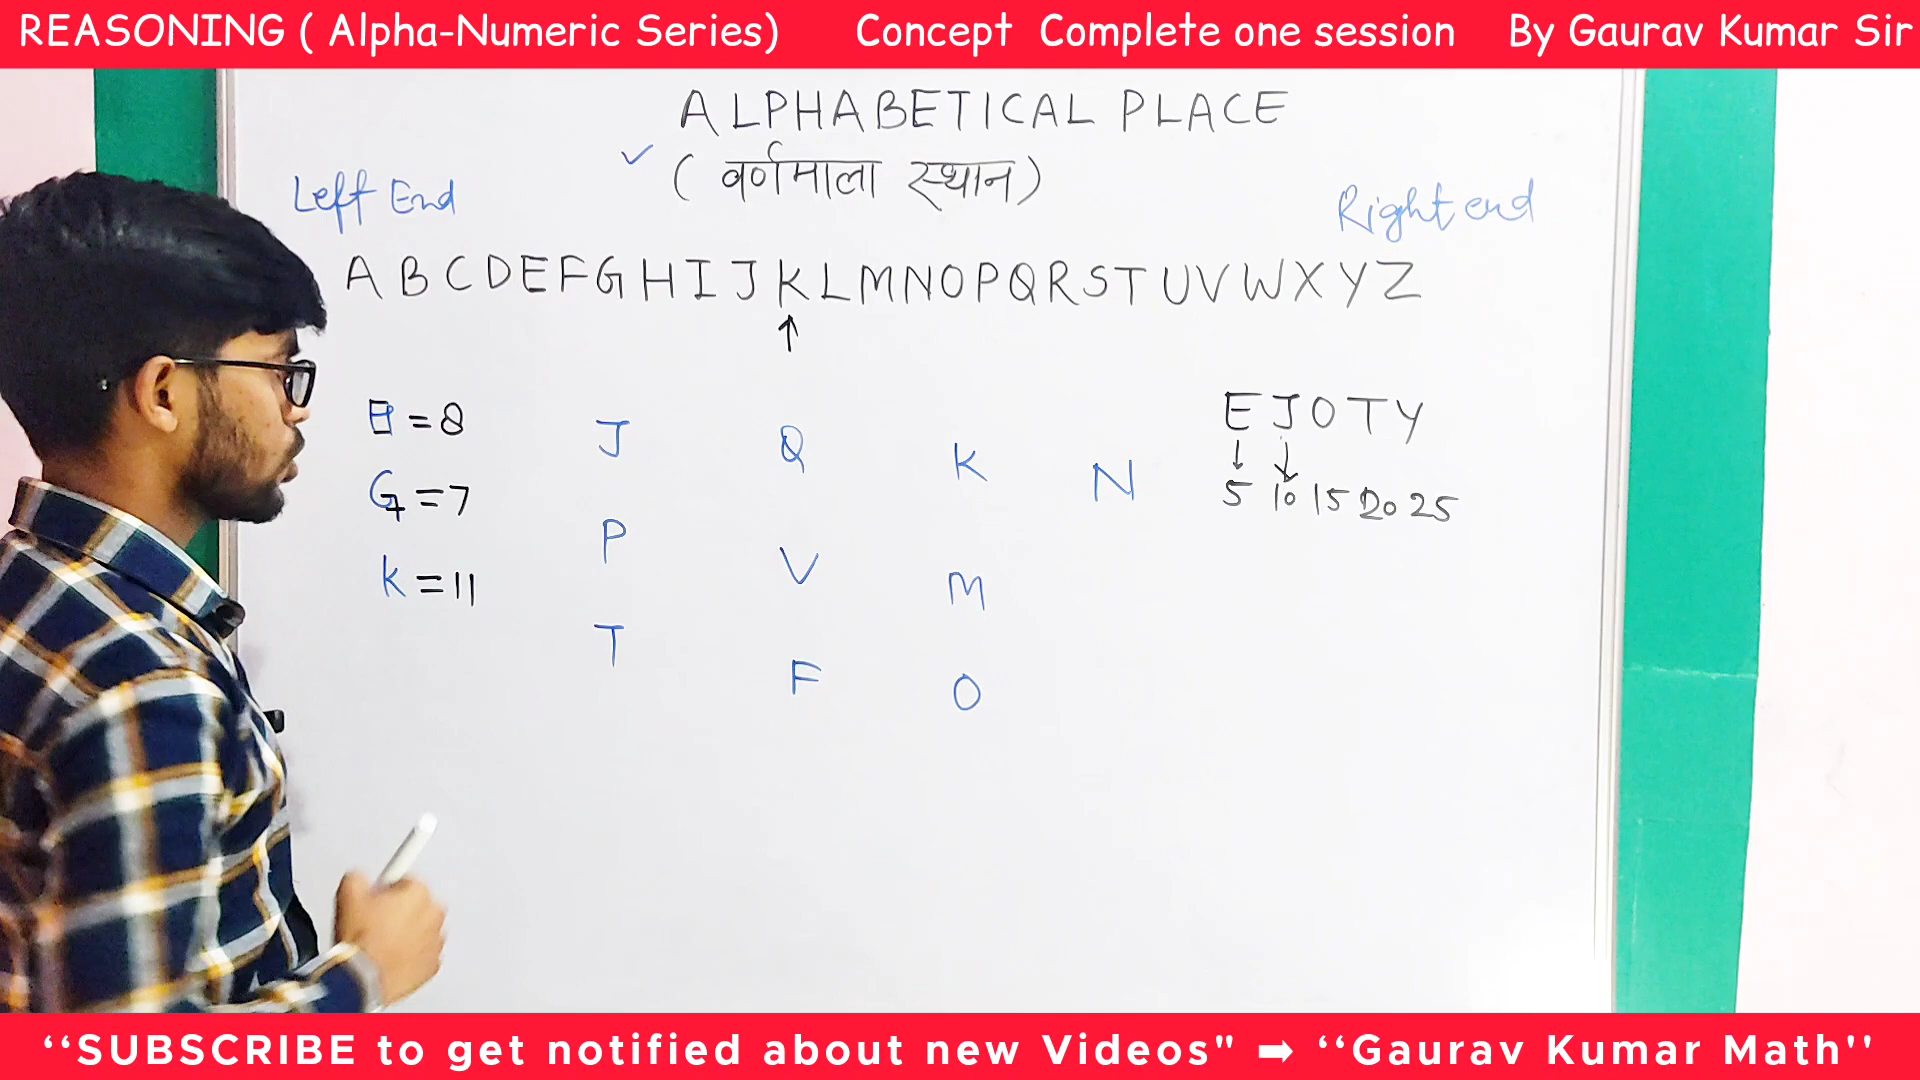 REASONING ( Alpha-Numeric Series) Concept Complete one session By Gaurav Kumar Sir
ALPHABETICAL PLACE
( वर्णमाला स्थान )
Left End
Right end
A B C D E F G H I J K L M N O P Q R S T U V W X Y Z
= 8
G = 7
K = 11
J
P
T
Q
V
F
K
M
O
N
E J O T Y
5 10 15 20 25
‘‘SUBSCRIBE to get notified about new Videos" ➡ ‘‘Gaurav Kumar Math''